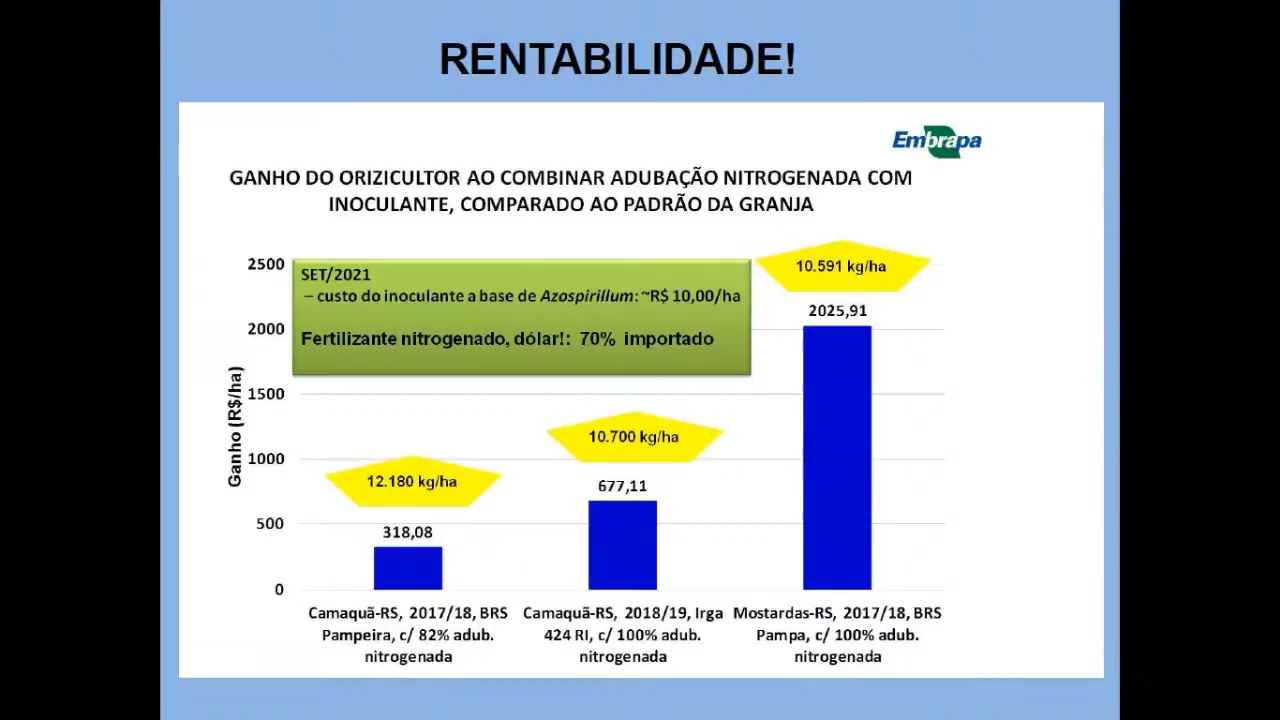 RENTABILIDADE!
Embrapa
GANHO DO ORIZICULTOR AO COMBINAR ADUBAÇÃO NITROGENADA COM
INOCULANTE, COMPARADO AO PADRÃO DA GRANJA
Ganho (R$/ha)
2500
2000
1500
1000
500
0
SET/2021
– custo do inoculante a base de Azospirillum: ~R$ 10,00/ha
Fertilizante nitrogenado, dólar!: 70% importado
12.180 kg/ha
318,08
10.700 kg/ha
677,11
10.591 kg/ha
2025,91
Camaquã-RS, 2017/18, BRS
Pampeira, c/ 82% adub.
nitrogenada
Camaquã-RS, 2018/19, Irga
424 RI, c/ 100% adub.
nitrogenada
Mostardas-RS, 2017/18, BRS
Pampa, c/ 100% adub.
nitrogenada